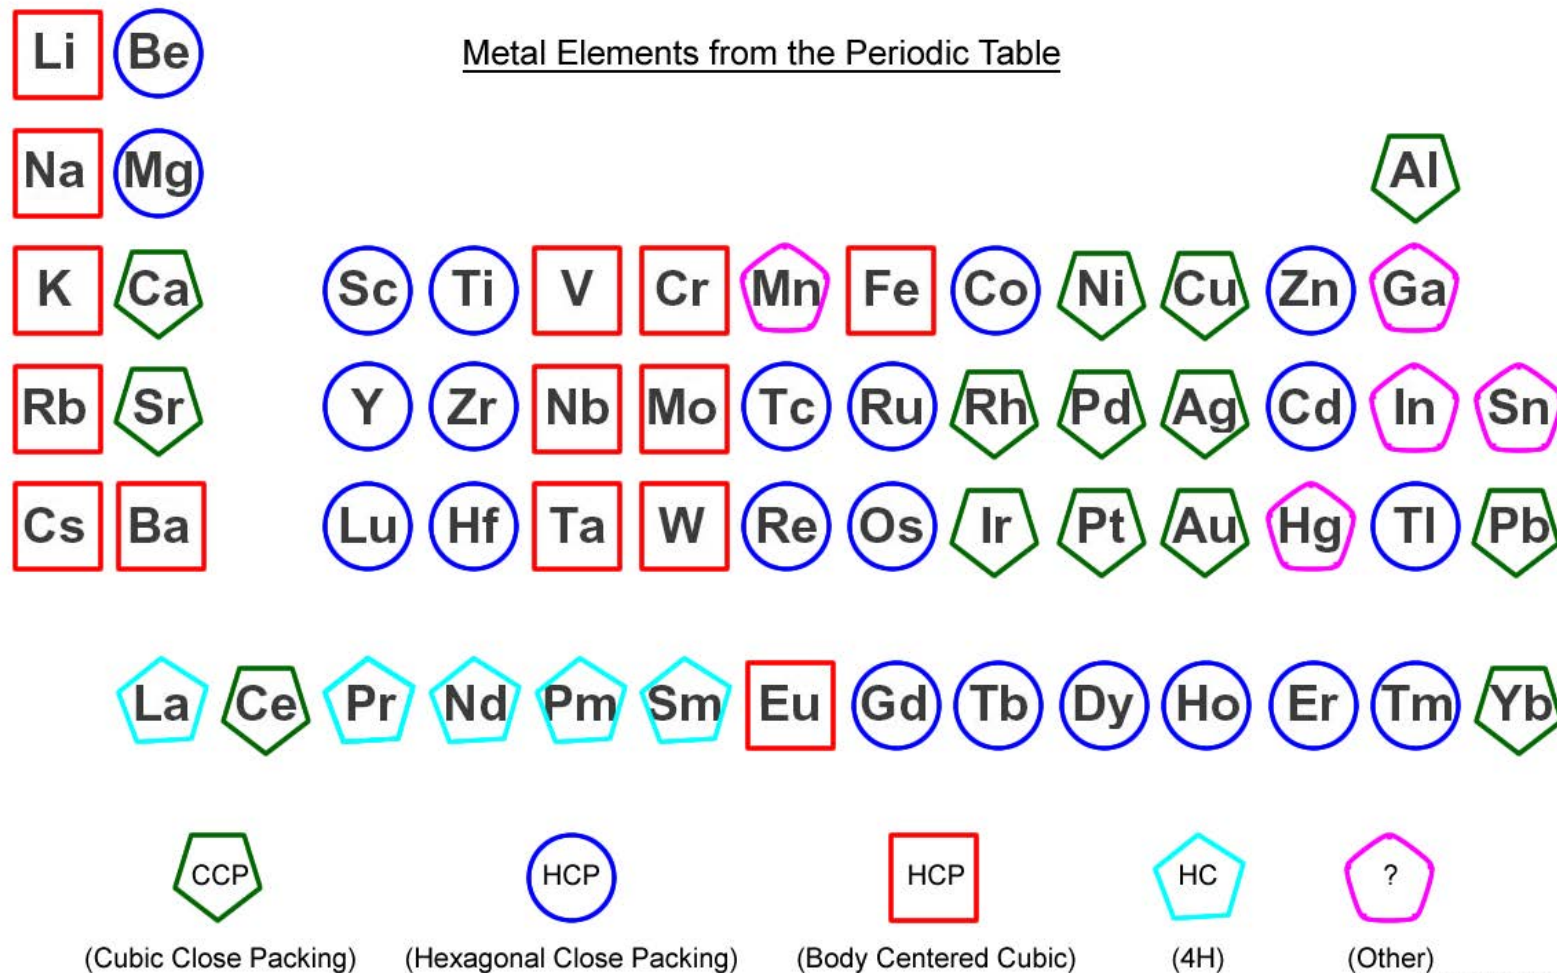 Li Be Metal Elements from the Periodic Table
Na Mg Al
K Ca Sc Ti V Cr Mn Fe Co Ni Cu Zn Ga
Rb Sr Y Zr Nb Mo Tc Ru Rh Pd Ag Cd In Sn
Cs Ba Lu Hf Ta W Re Os Ir Pt Au Hg Tl Pb
La Ce Pr Nd Pm Sm Eu Gd Tb Dy Ho Er Tm Yb
CCP HCP HCP HC ?
(Cubic Close Packing) (Hexagonal Close Packing) (Body Centered Cubic) (4H) (Other)